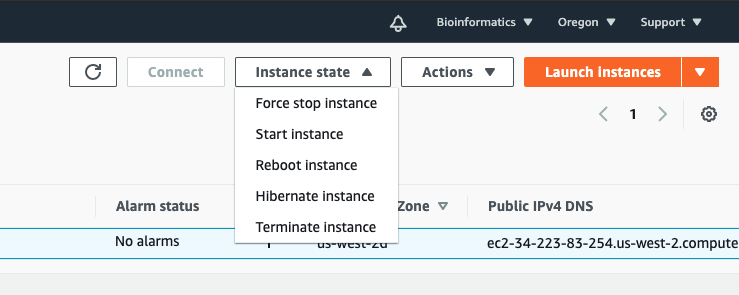 Bioinformatics Oregon Support
Connect Instance state Actions Launch instances
Force stop instance
Start instance
Reboot instance
Hibernate instance
Terminate instance
1
Alarm status Zone Public IPv4 DNS
No alarms us-west-2d ec2-34-223-83-254.us-west-2.compute